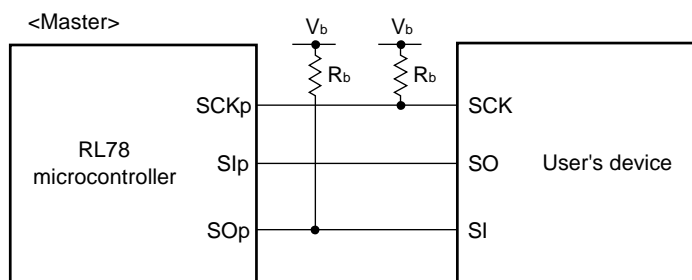 <Master>
Vb
Vb
Rb
Rb
SCKp
SCK
RL78
microcontroller
SIp
SO
User's device
SOp
SI